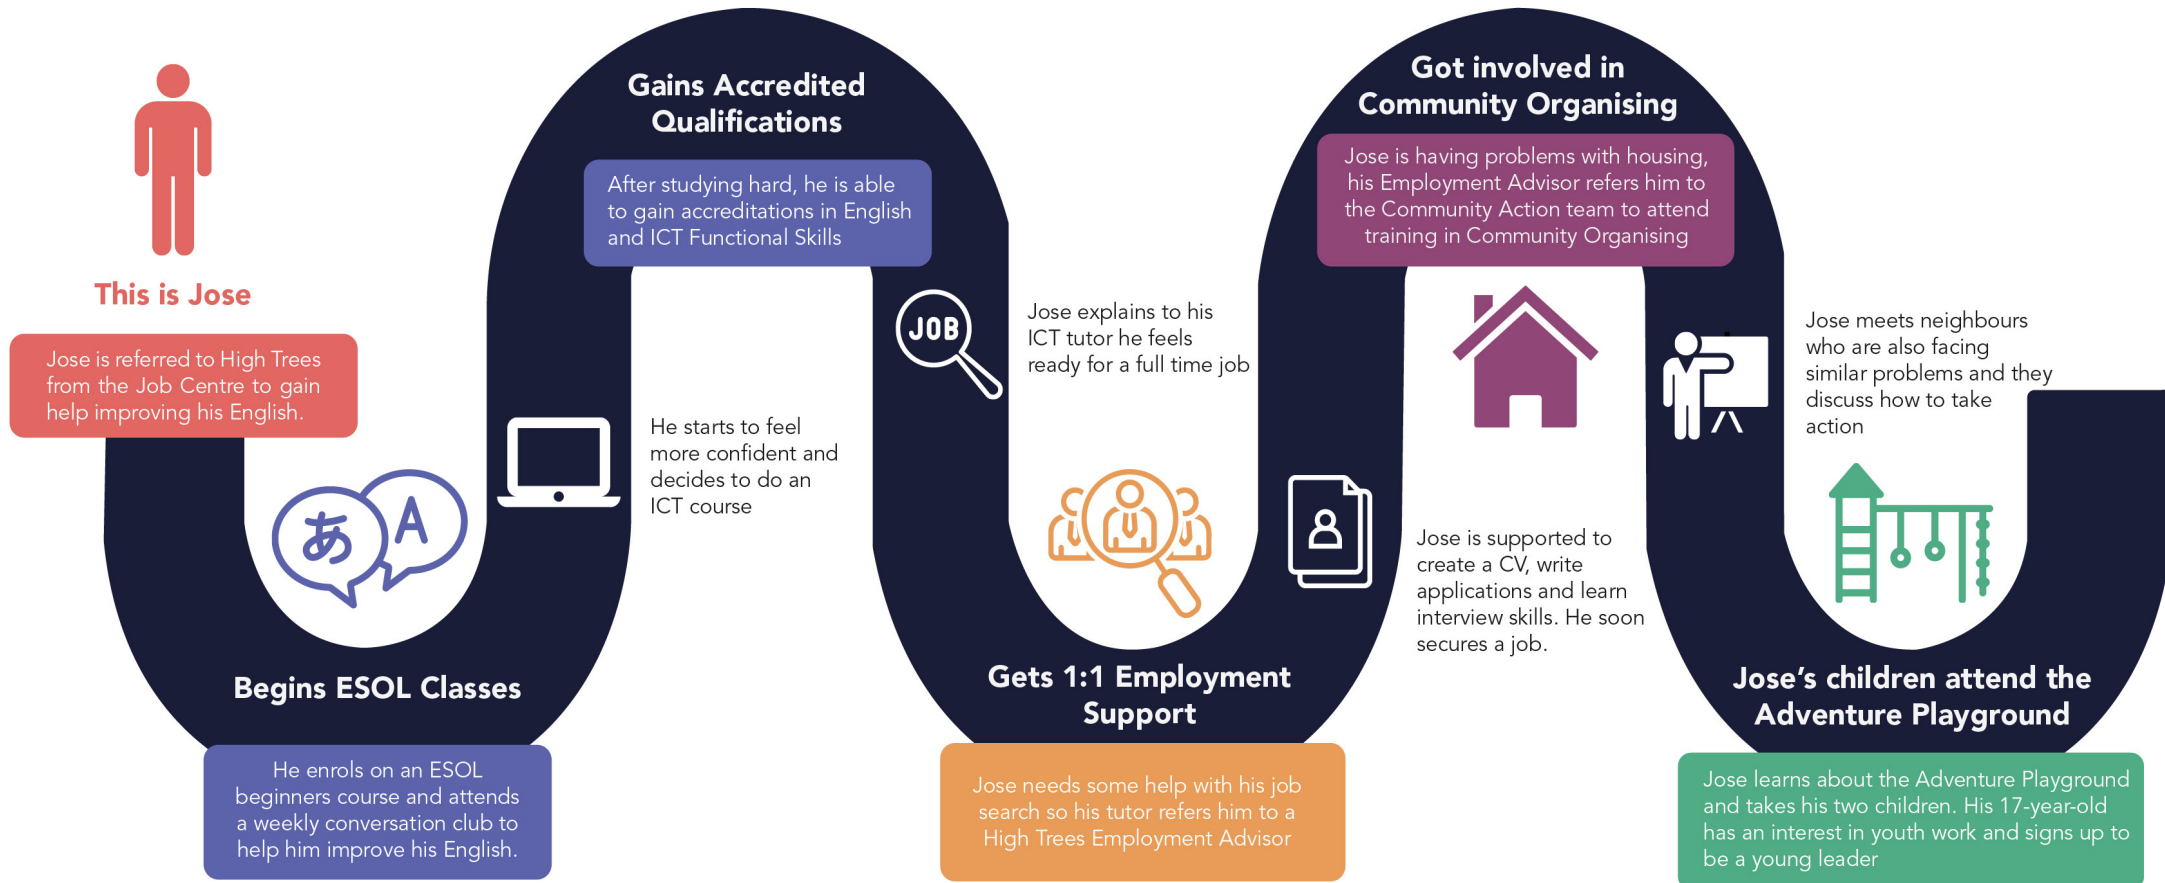 This is Jose
Jose is referred to High Trees
from the Job Centre to gain
help improving his English.
Begins ESOL Classes
He enrols on an ESOL
beginners course and attends
a weekly conversation club to
help him improve his English.
あ
A
He starts to feel
more confident and
decides to do an
ICT course
Gains Accredited
Qualifications
After studying hard, he is able
to gain accreditations in English
and ICT Functional Skills
JOB
Jose explains to his
ICT tutor he feels
ready for a full time job
Gets 1:1 Employment
Support
Jose needs some help with his job
search so his tutor refers him to a
High Trees Employment Advisor
Jose is supported to
create a CV, write
applications and learn
interview skills. He soon
secures a job.
Got involved in
Community Organising
Jose is having problems with housing,
his Employment Advisor refers him to
the Community Action team to attend
training in Community Organising
Jose meets neighbours
who are also facing
similar problems and they
discuss how to take
action
Jose’s children attend the
Adventure Playground
Jose learns about the Adventure Playground
and takes his two children. His 17-year-old
has an interest in youth work and signs up to
be a young leader